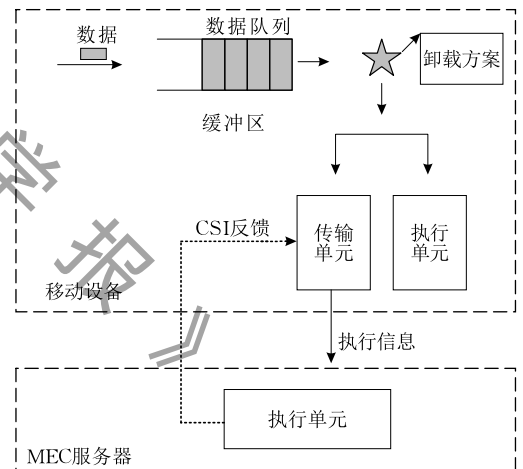 数据队列
数据
卸载方案
缓冲区
CSI反馈
传输
单元
执行
单元
移动设备
执行信息
执行单元
MEC服务器
学报》